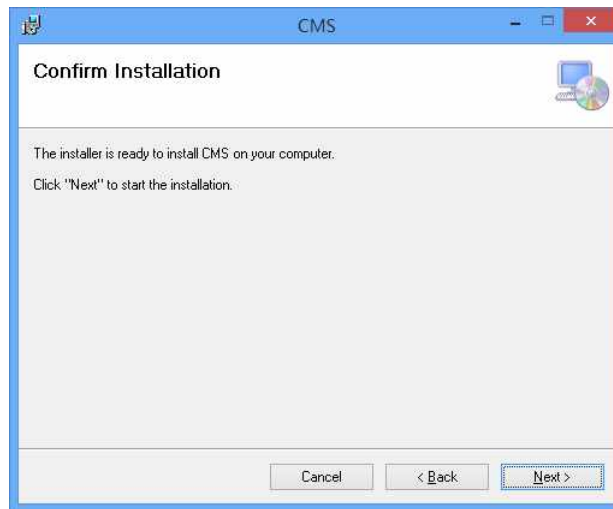 CMS
Confirm Installation
The installer is ready to install CMS on your computer.
Click "Next" to start the installation.
Cancel
< Back
Next >